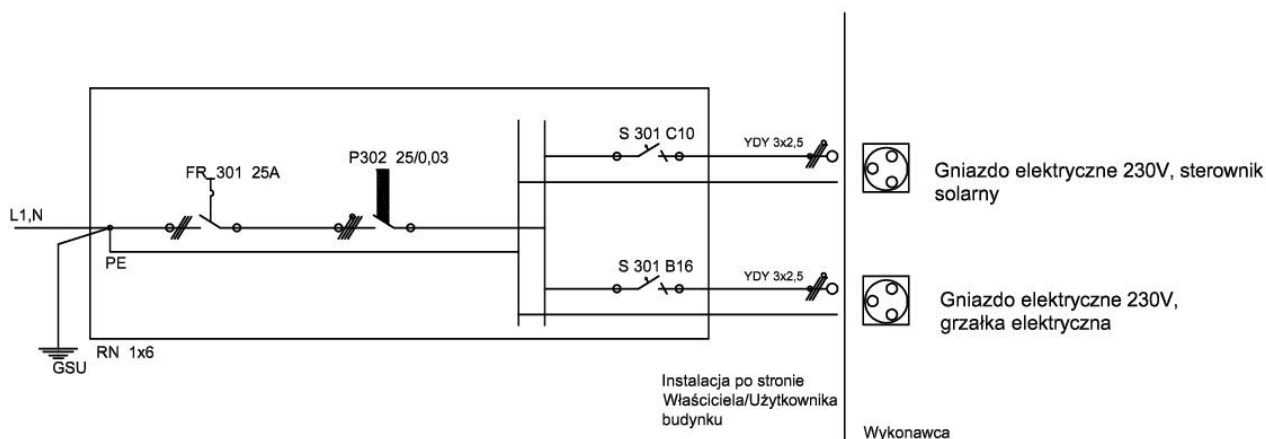 S 301 C10
YDY 3x2,5
P302 25/0,03
FR 301 25A
Gniazdo elektryczne 230V, sterownik
solarny
L1,N
PE
S 301 B16
YDY 3x2,5
Gniazdo elektryczne 230V,
grzałka elektryczna
RN 1x6
GSU
Instalacja po stronie
Właściciela/Użytkownika
budynku
Wykonawca